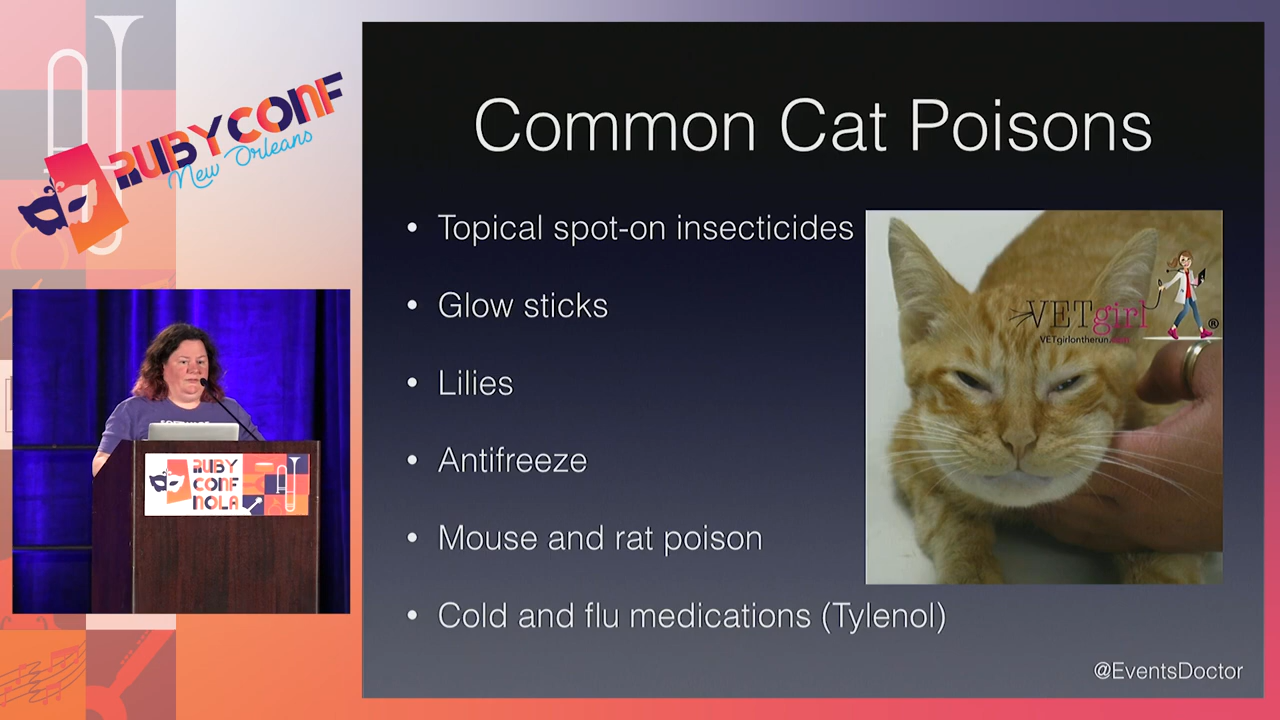 RUBYCONF
New Orleans
Common Cat Poisons
• Topical spot-on insecticides
• Glow sticks
• Lilies
• Antifreeze
• Mouse and rat poison
• Cold and flu medications (Tylenol)
VETgirl
®
VETgirlontherun.com
@EventsDoctor
RUBY
CONF
NOLA